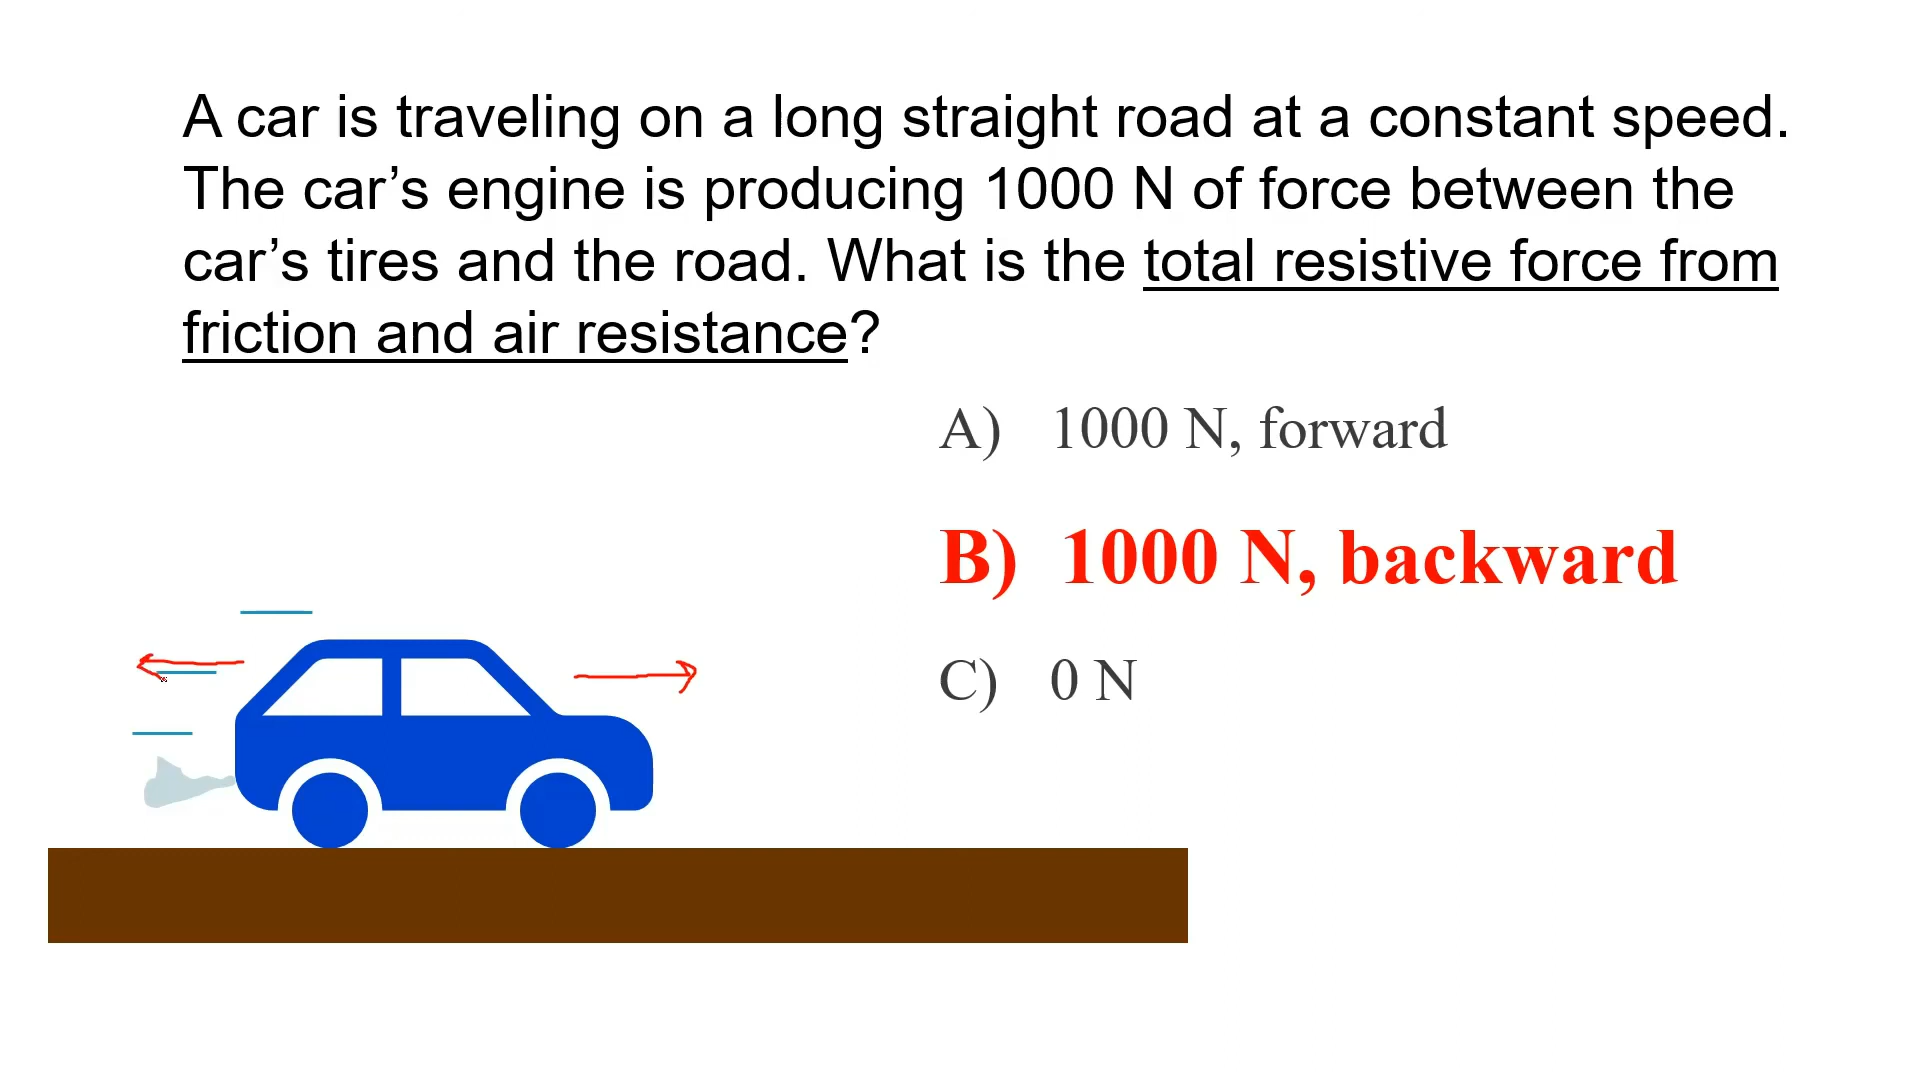 A car is traveling on a long straight road at a constant speed.
The car’s engine is producing 1000 N of force between the
car’s tires and the road. What is the total resistive force from
friction and air resistance?
A) 1000 N, forward
B) 1000 N, backward
C) 0 N